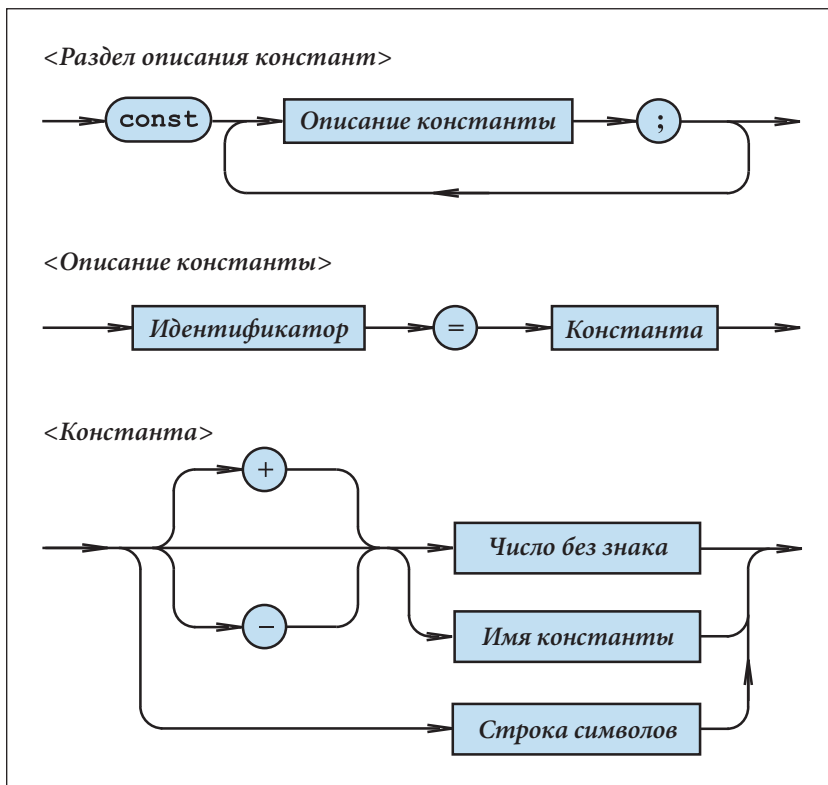 <Раздел описания констант>
const Описание константы ;
<Описание константы>
Идентификатор = Константа
<Константа>
+
Число без знака
−
Имя константы
Строка символов